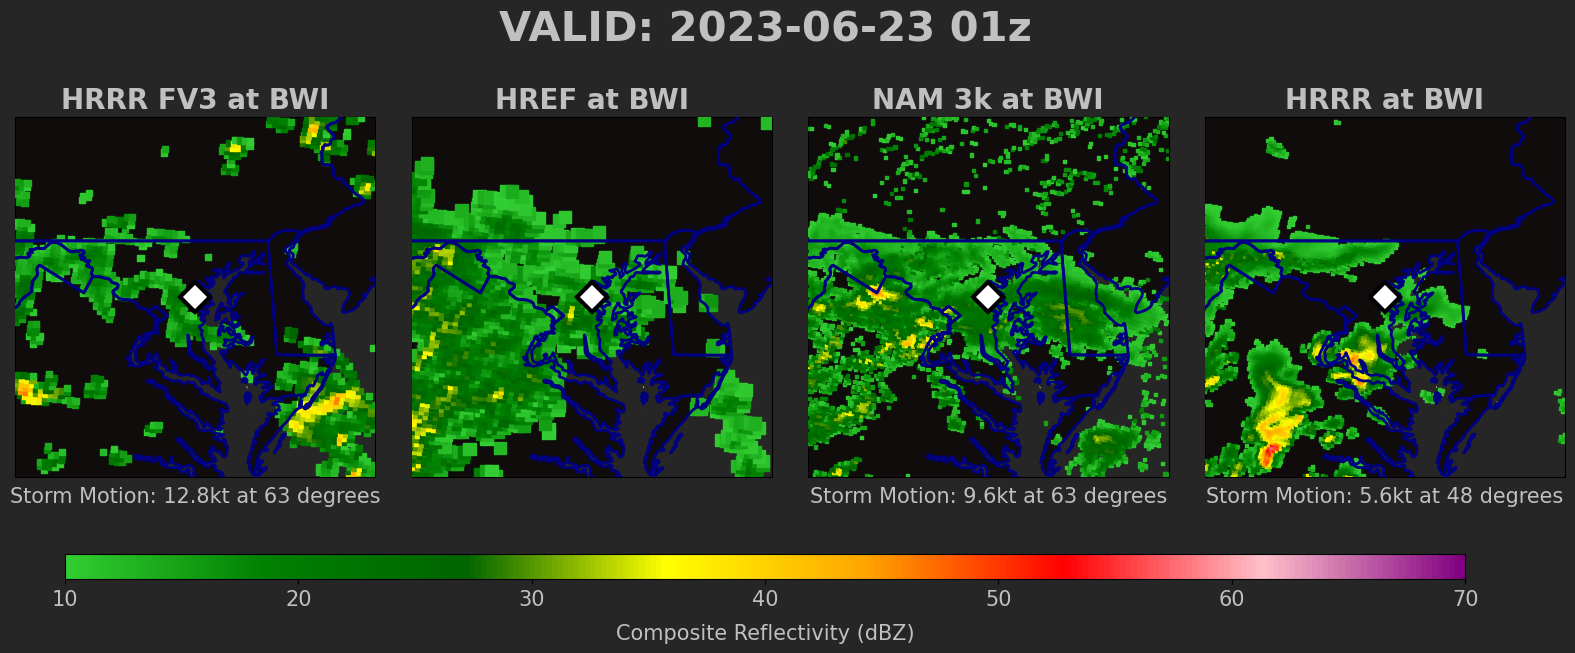 VALID: 2023-06-23 01z
HRRR FV3 at BWI
HREF at BWI
NAM 3k at BWI
HRRR at BWI
Storm Motion: 12.8kt at 63 degrees
Storm Motion: 9.6kt at 63 degrees
Storm Motion: 5.6kt at 48 degrees
10 20 30 40 50 60 70
Composite Reflectivity (dBZ)